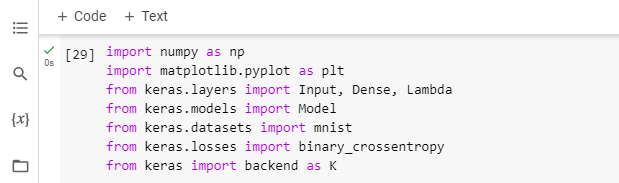 + Code + Text
[29] import numpy as np
0s import matplotlib.pyplot as plt
from keras.layers import Input, Dense, Lambda
from keras.models import Model
from keras.datasets import mnist
{x} from keras.losses import binary_crossentropy
from keras import backend as K